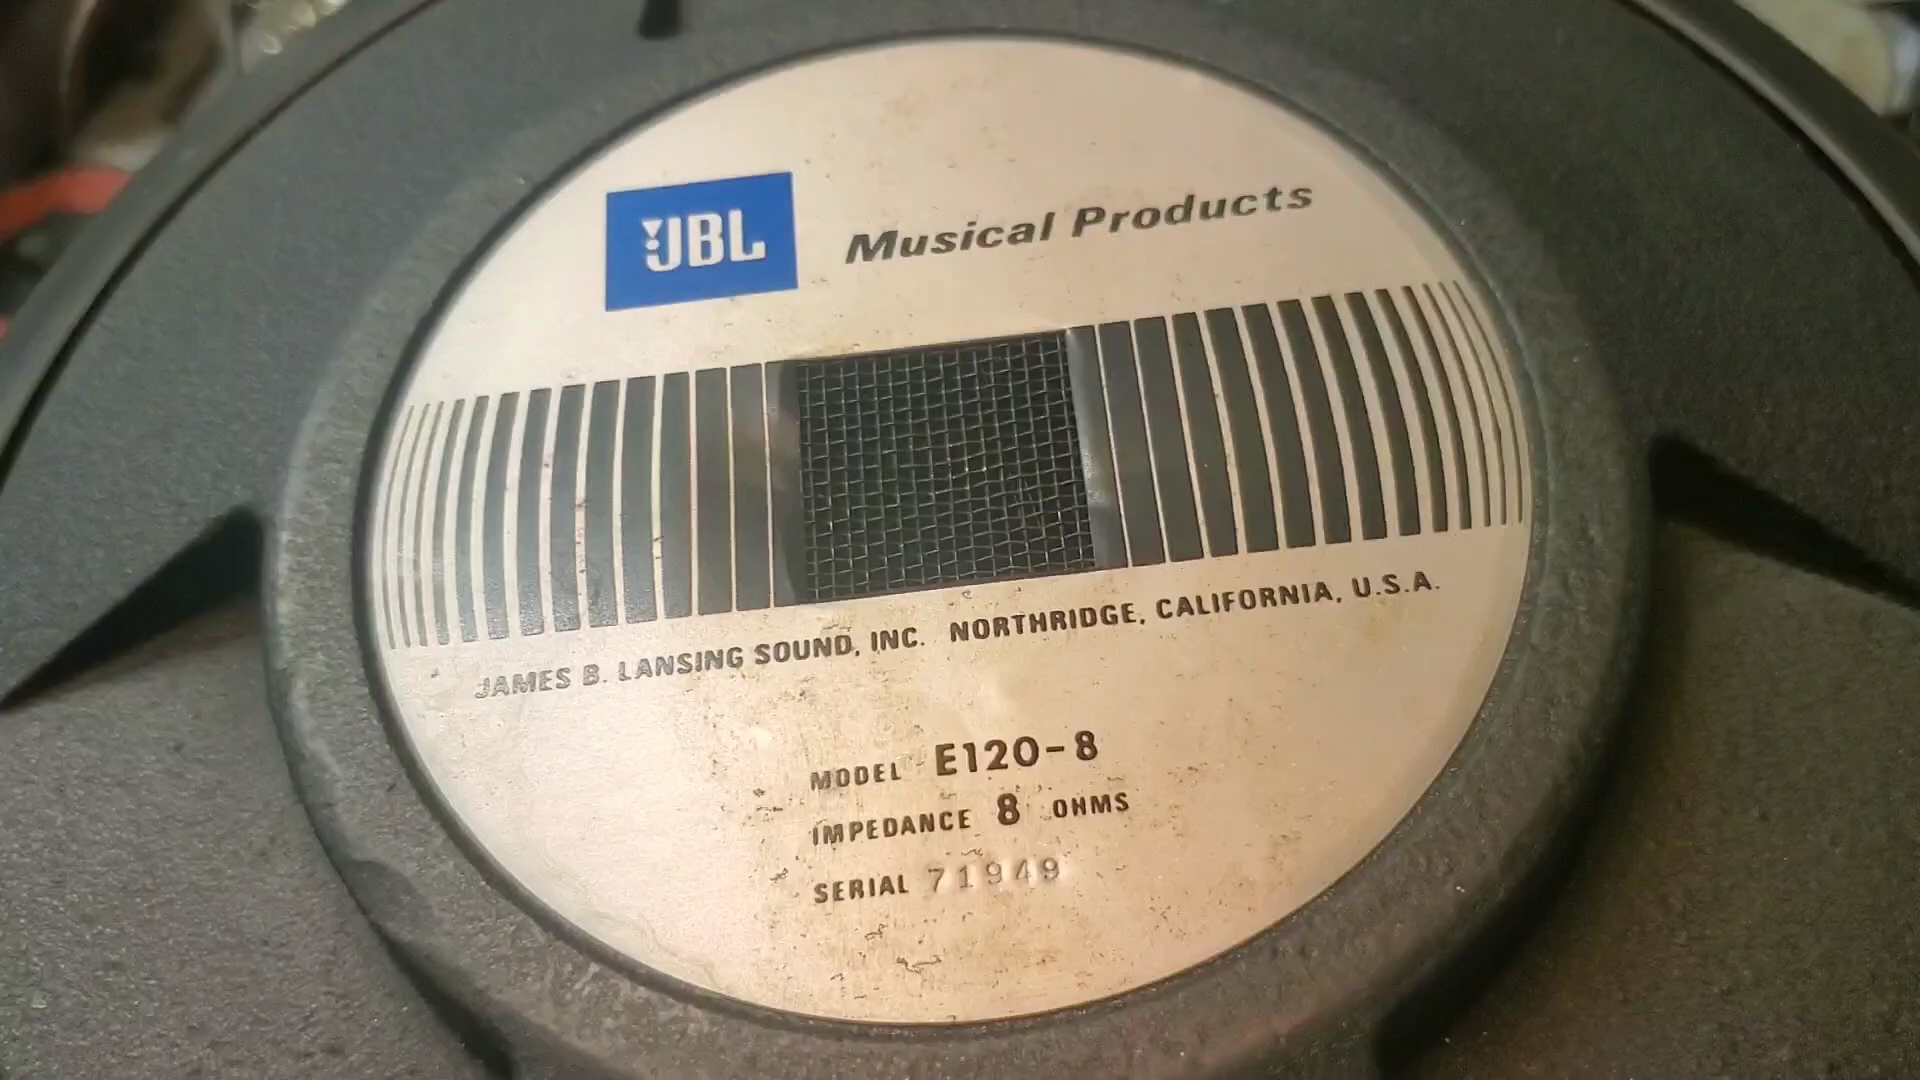 JBL Musical Products
JAMES B. LANSING SOUND, INC. NORTHRIDGE, CALIFORNIA, U.S.A.
MODEL E120-8
IMPEDANCE 8 OHMS
SERIAL 71949